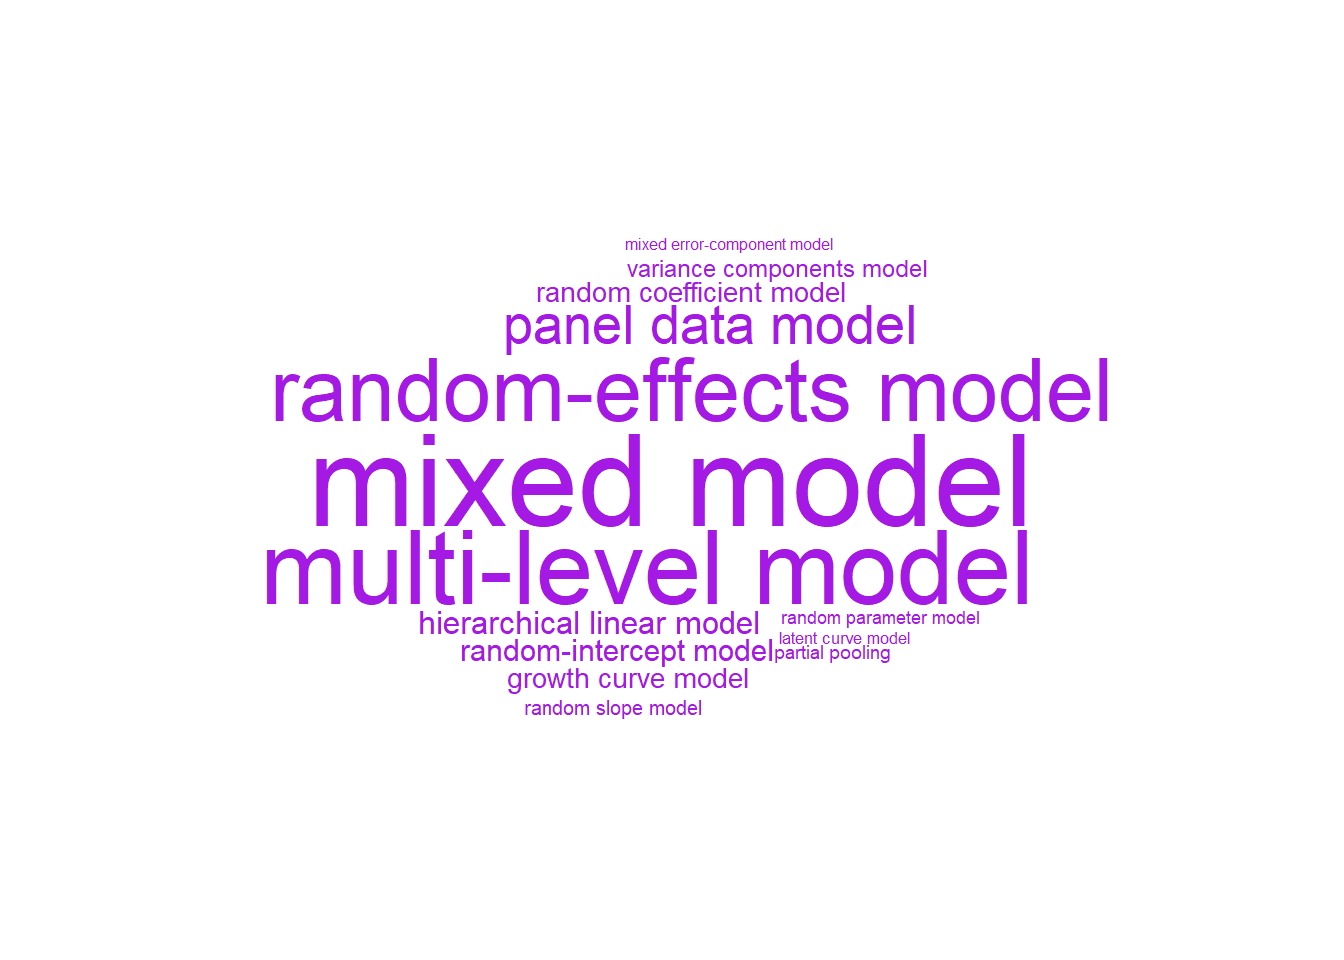 mixed error-component model
variance components model
random coefficient model
panel data model
random-effects model
mixed model
multi-level model
hierarchical linear model
random parameter model
latent curve model
random-intercept model
partial pooling
growth curve model
random slope model